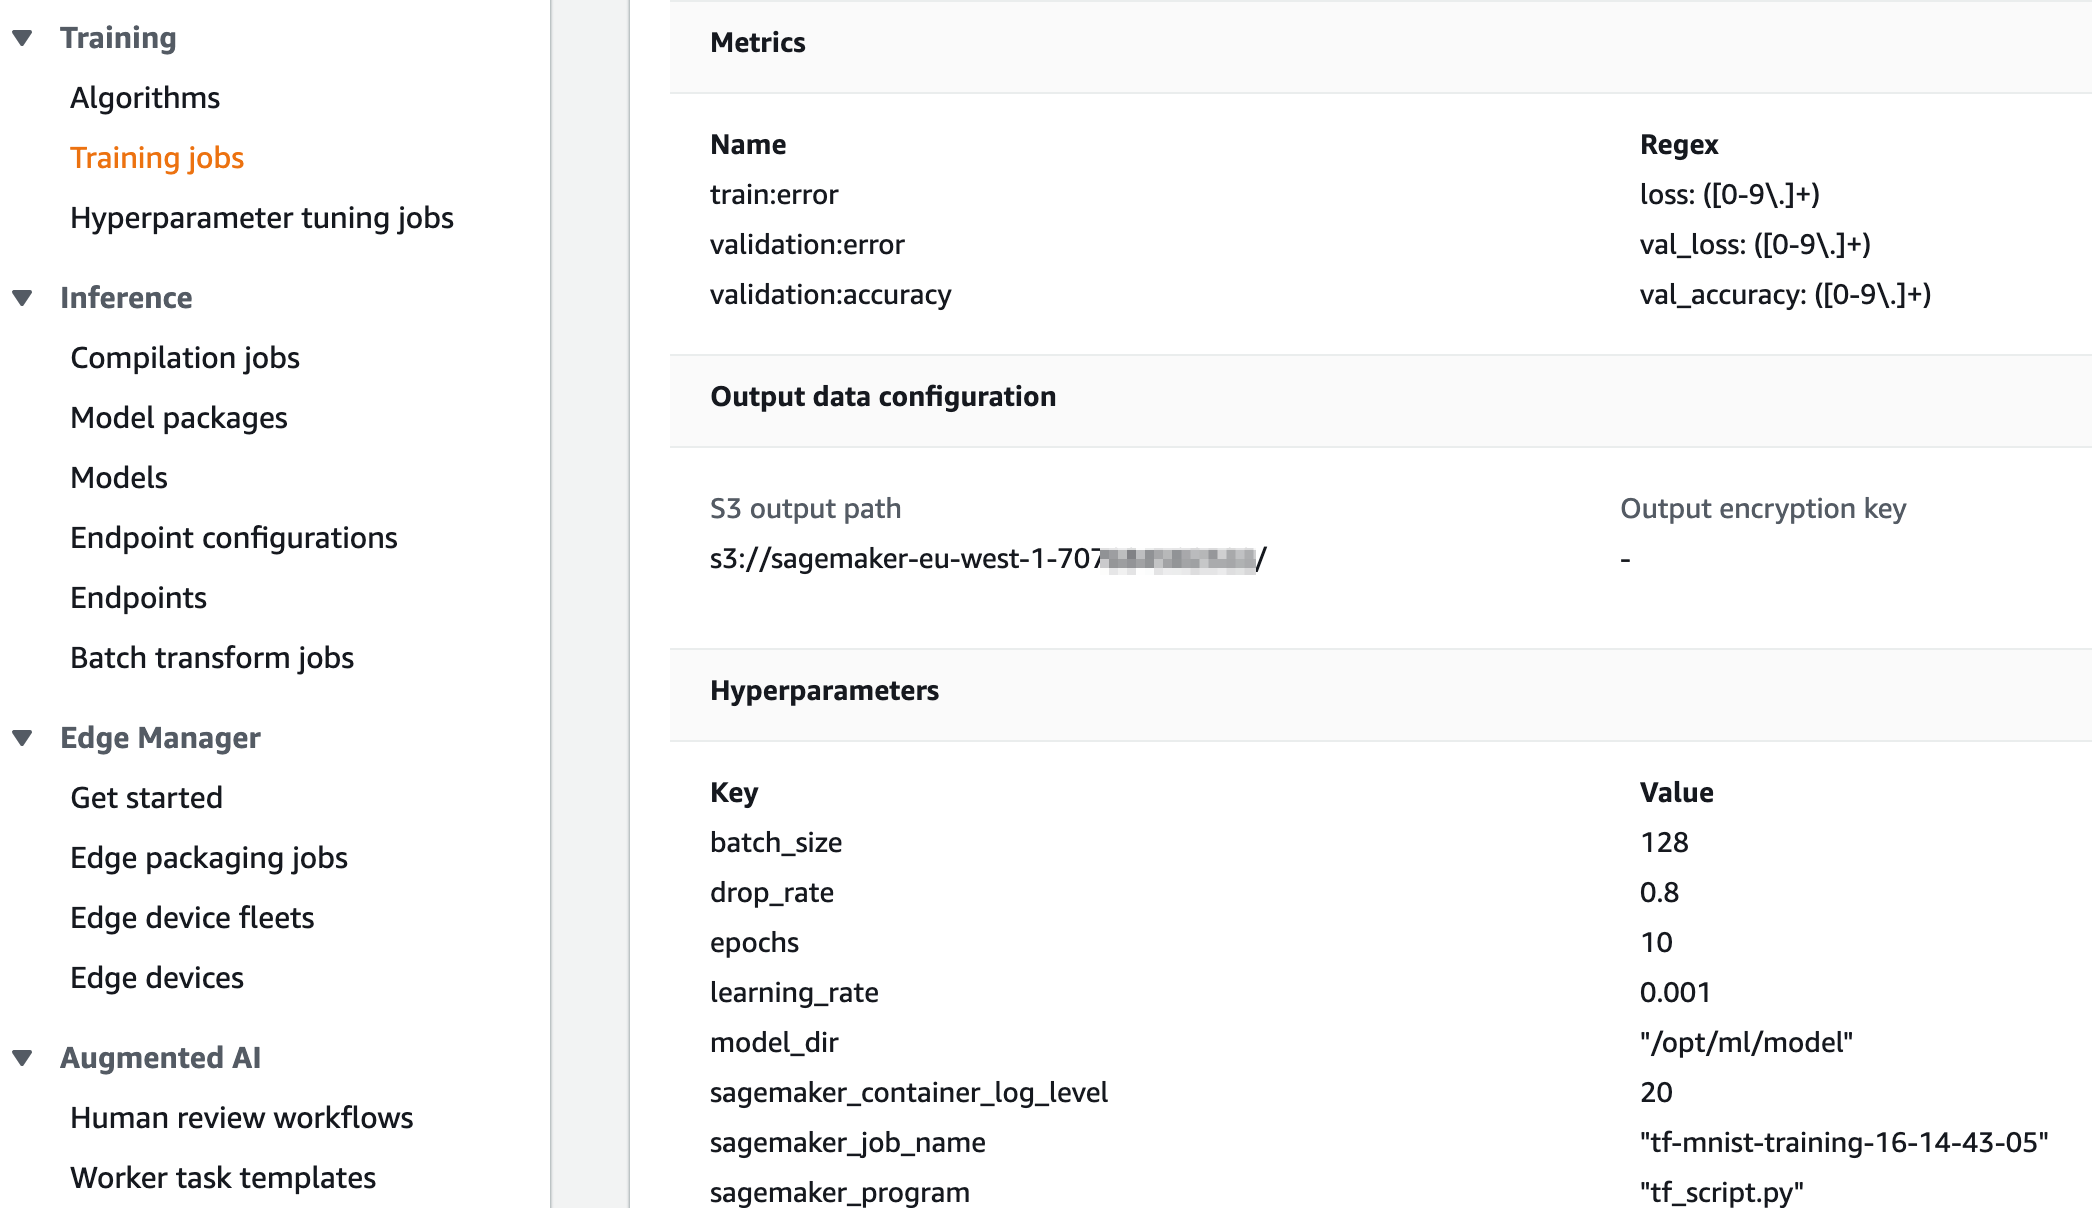 Training
Algorithms
Training jobs
Hyperparameter tuning jobs
Inference
Compilation jobs
Model packages
Models
Endpoint configurations
Endpoints
Batch transform jobs
Edge Manager
Get started
Edge packaging jobs
Edge device fleets
Edge devices
Augmented AI
Human review workflows
Worker task templates
Metrics
Name Regex
train:error loss: ([0-9\.]+)
validation:error val_loss: ([0-9\.]+)
validation:accuracy val_accuracy: ([0-9\.]+)
Output data configuration
S3 output path Output encryption key
s3://sagemaker-eu-west-1-707 / -
Hyperparameters
Key Value
batch_size 128
drop_rate 0.8
epochs 10
learning_rate 0.001
model_dir "/opt/ml/model"
sagemaker_container_log_level 20
sagemaker_job_name "tf-mnist-training-16-14-43-05"
sagemaker_program "tf_script.py"